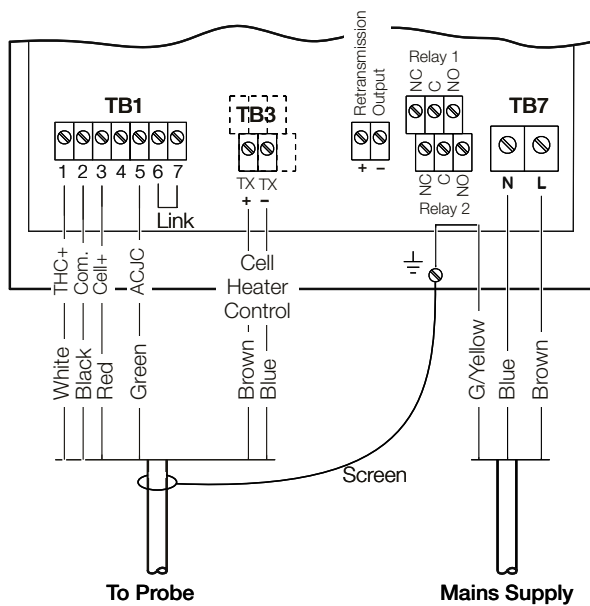 Retransmission
Output
Relay 1
NC
C
NO
TB1
TB3
TB7
1 2 3 4 5 6 7
Link
TX TX
+ –
+ –
NC
C
NO
Relay 2
N L
THC+
Com.
Cell+
ACJC
Cell
Heater
Control
White
Black
Red
Green
Brown
Blue
G/Yellow
Blue
Brown
Screen
To Probe
Mains Supply